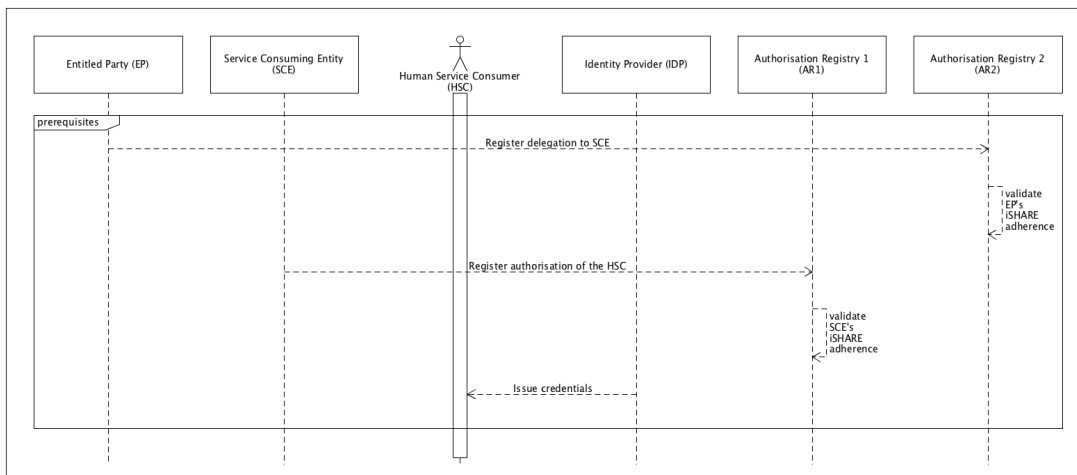 Entitled Party (EP)
Service Consuming Entity
(SCE)
Human Service Consumer
(HSC)
Identity Provider (IDP)
Authorisation Registry 1
(AR1)
Authorisation Registry 2
(AR2)
prerequisites
Register delegation to SCE
validate
EP's
iSHARE
adherence
Register authorisation of the HSC
validate
SCE's
iSHARE
adherence
Issue credentials